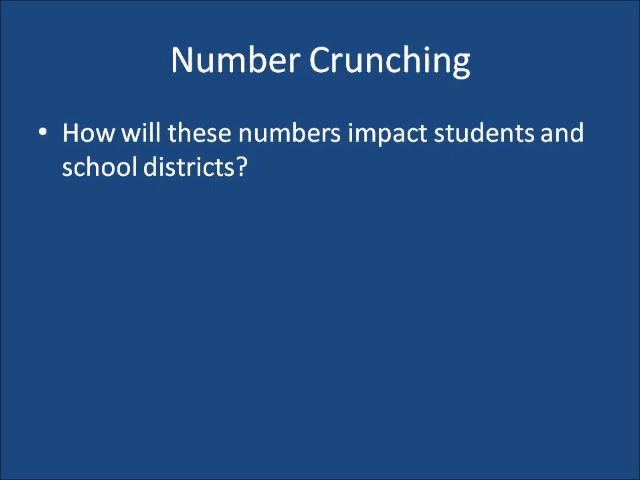 Number Crunching
• How will these numbers impact students and
school districts?